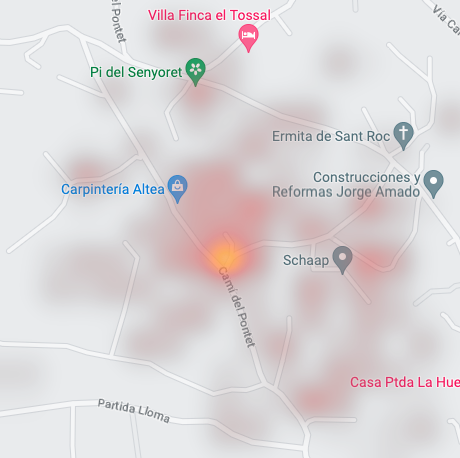 del Pontet
Villa Finca el Tossal
Via Ca
Pi del Senyoret
Ermita de Sant Roc
Carpintería Altea
Construcciones y
Reformas Jorge Amado
Schaap
Camí del Pontet
Casa Ptda La Hue
Partida Lloma